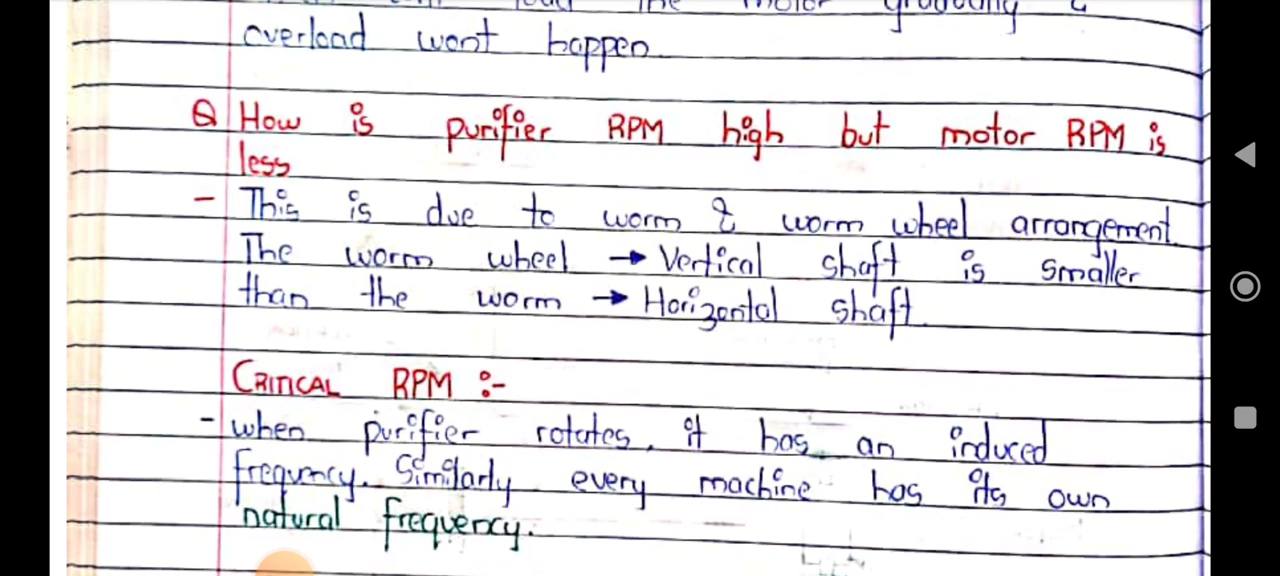 overload wont happen
Q How is purifier RPM high but motor RPM is
less
- This is due to worm & worm wheel arrangement
The worm wheel → Vertical shaft is smaller
than the worm → Horizontal shaft.
CRITICAL RPM :-
- when purifier rotates, it has an induced
frequncy. Similarly every machine has its own
natural frequency.